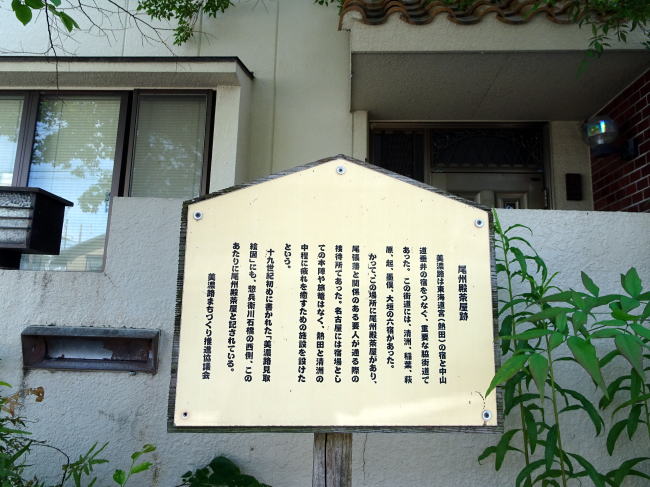 尾州殿茶屋跡
美濃路は東海道宮（熱田）の宿と中山
道垂井の宿をつなぐ、重要な脇街道で
あった。この街道には、清洲、稲葉、萩
原、起、墨俣、大垣の六宿があった。
かって、この場所に尾州殿茶屋があり、
尾張藩と関係のある要人が通る際の
接待所であった。名古屋には宿場とし
ての本陣や旅篭はなく、熱田と清洲の
中程に疲れを癒すための施設を設けた
という。
十九世紀初めに書かれた「美濃路見取
絵図」にも、惣兵衛川石橋の西側、この
あたりに尾州殿茶屋と記されている。
美濃路まちづくり推進協議会